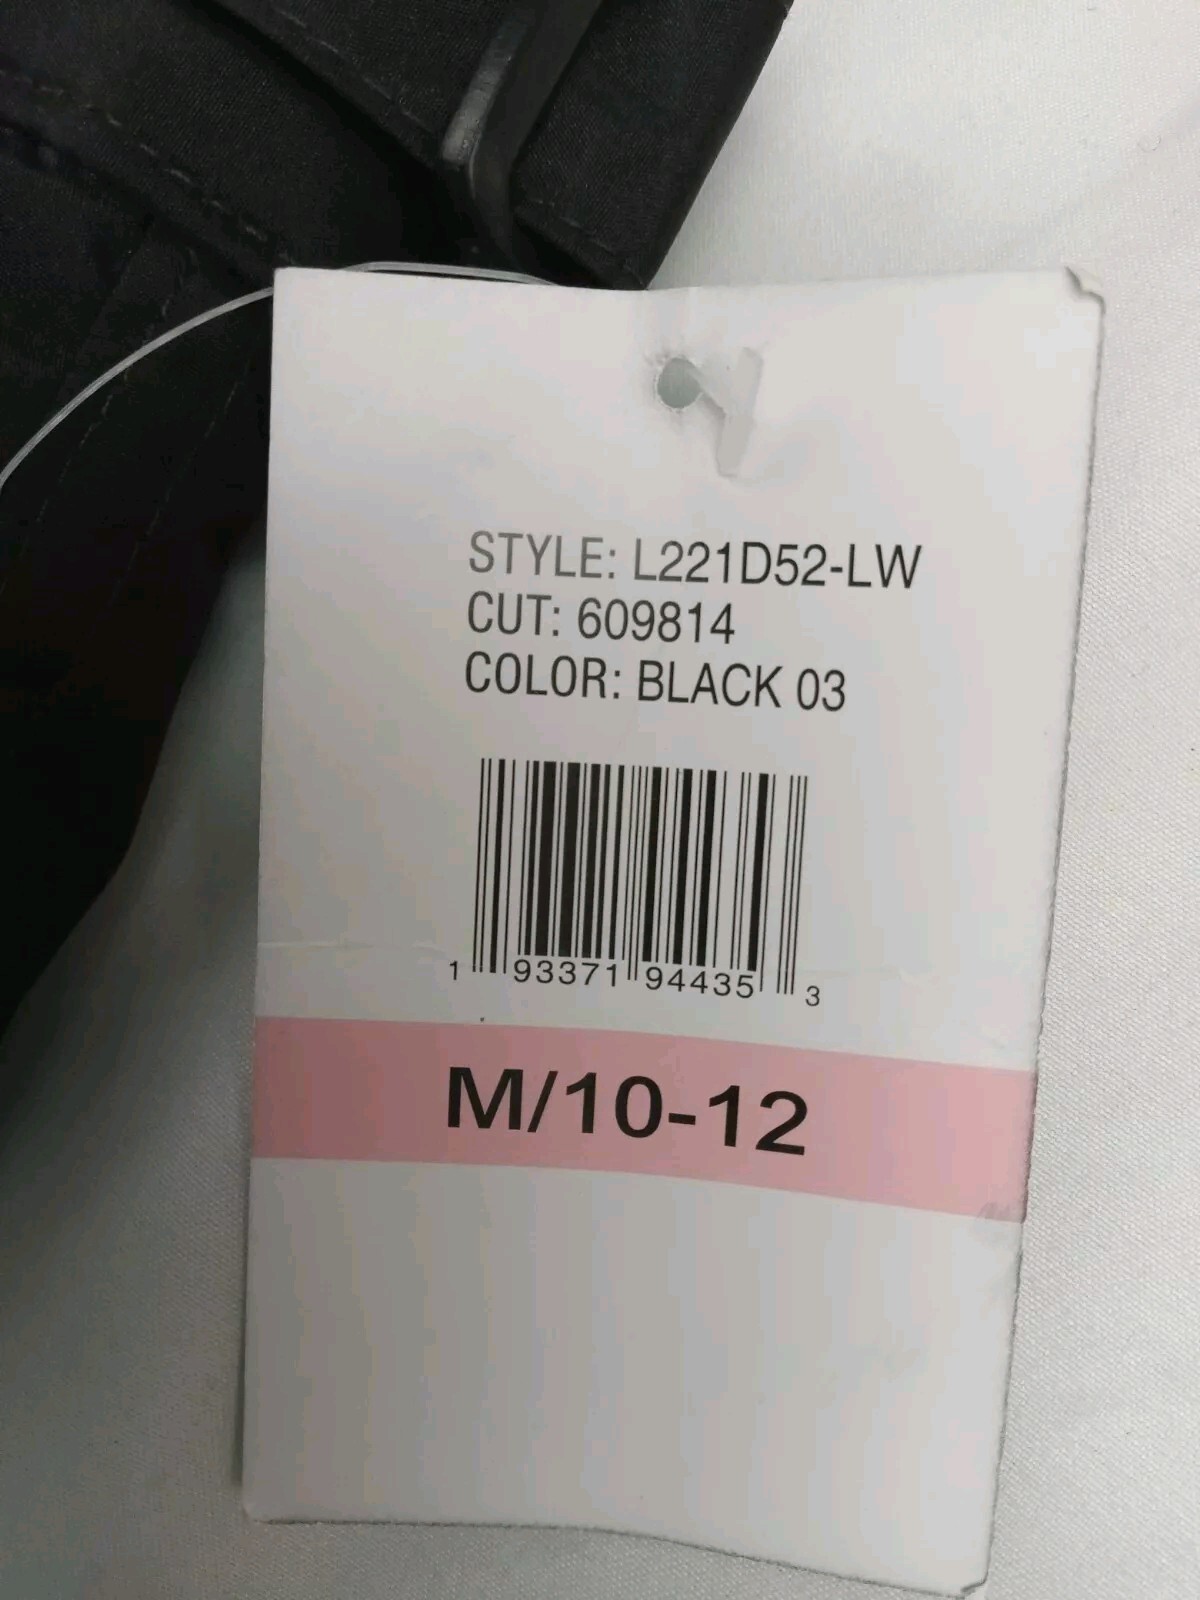 STYLE: L221D52-LW
CUT: 609814
COLOR: BLACK 03
1 93371 94435 3
M/10-12